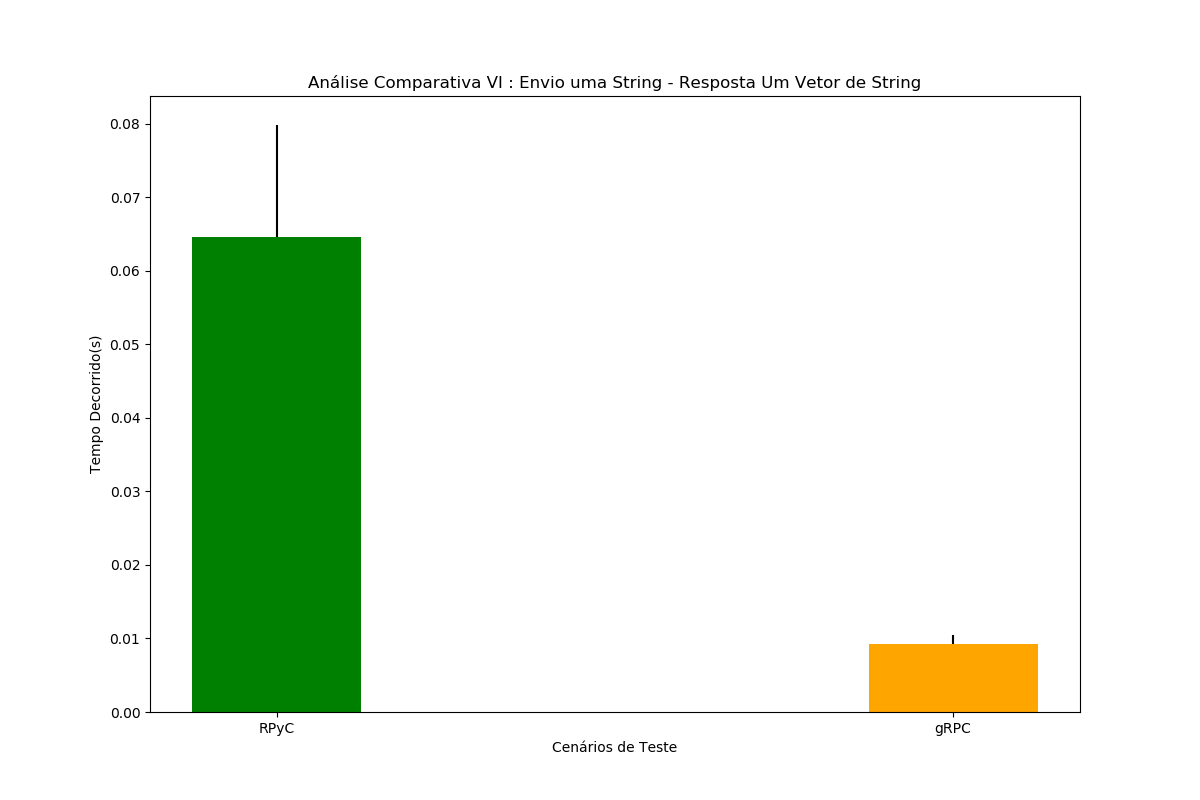 Análise Comparativa VI : Envio uma String - Resposta Um Vetor de String
Tempo Decorrido(s)
0.08
0.07
0.06
0.05
0.04
0.03
0.02
0.01
0.00
RPyC
gRPC
Cenários de Teste